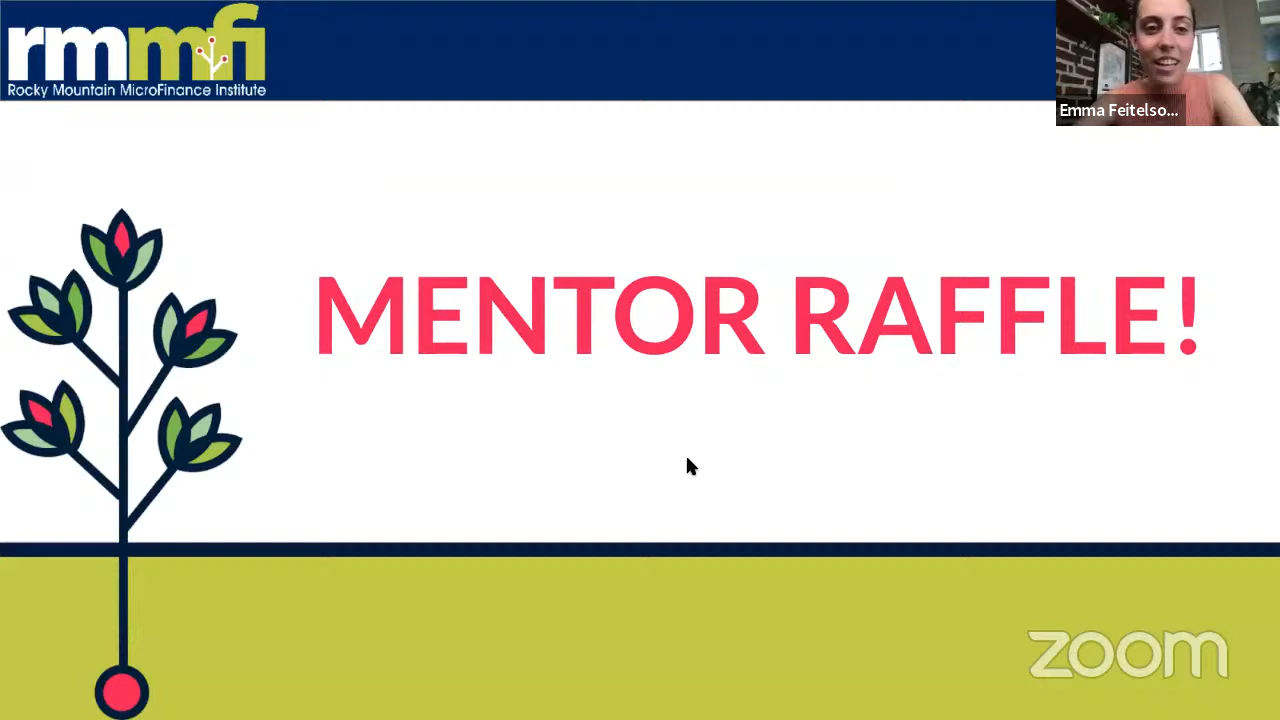 rmmfi
Rocky Mountain MicroFinance Institute
Emma Feitelso...
MENTOR RAFFLE!
zoom